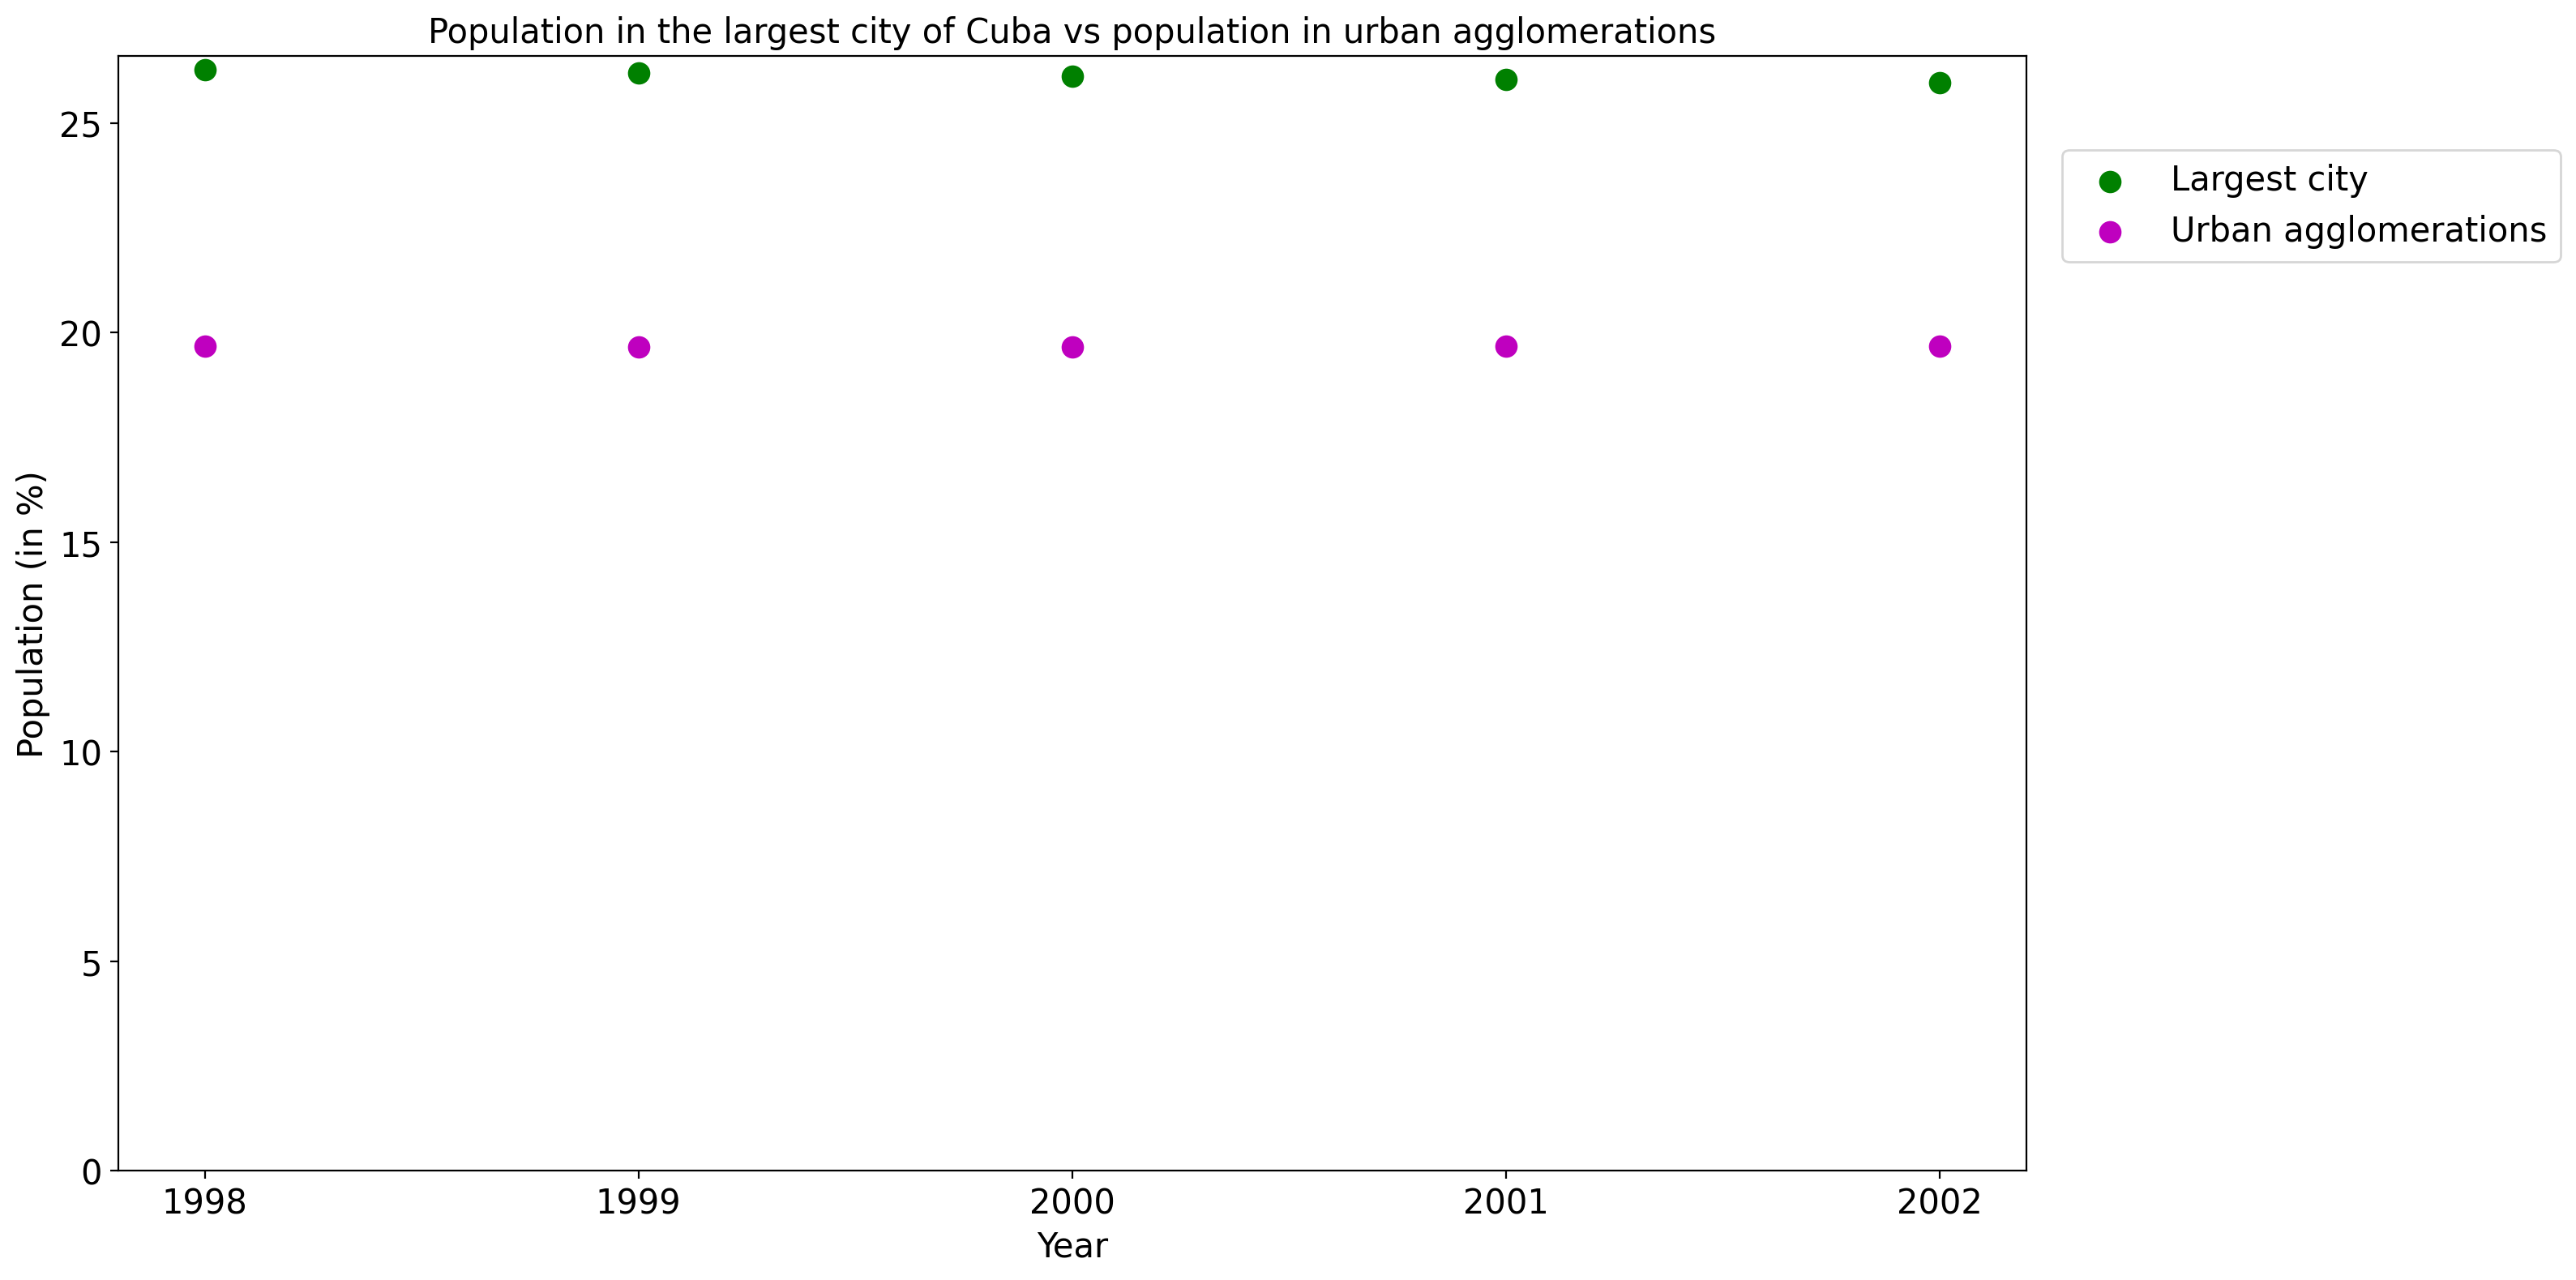 Population in the largest city of Cuba vs population in urban agglomerations
Population (in %)
25
20
15
10
5
0
1998 1999 2000 2001 2002
Year
Largest city
Urban agglomerations